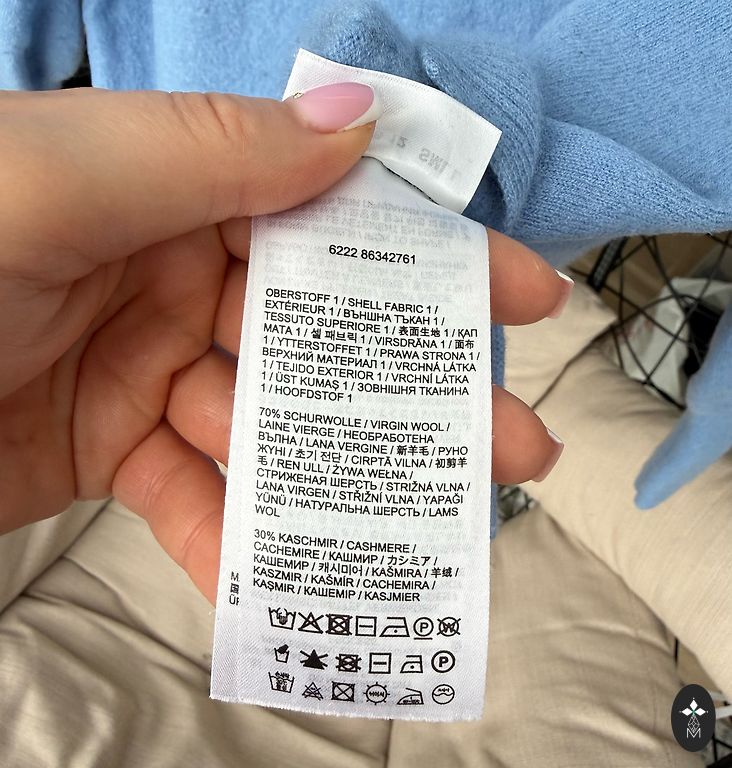 6222 86342761
OBERSTOFF 1 / SHELL FABRIC 1 /
EXTÉRIEUR 1 / ВЪНШНА ТЪКАН 1 /
TESSUTO SUPERIORE 1 / 表面生地 1 / ҚАП
МАТА 1 / 셸 패브릭 1 / VIRSDRĀNA 1 / 面布
1 / YTTERSTOFFET 1 / PRAWA STRONA 1 /
ВЕРХНИЙ МАТЕРИАЛ 1 / VRCHNÁ LÁTKA
1 / TEJIDO EXTERIOR 1 / VRCHNÍ LÁTKA
1 / ÜST KUMAŞ 1 / ЗОВНІШНЯ ТКАНИНА
1 / HOOFDSTOF 1
70% SCHURWOLLE / VIRGIN WOOL /
LAINE VIERGE / НЕОБРАБОТЕНА
ВЪЛНА / LANA VERGINE / 新羊毛 / РУНО
ЖҮНІ / 초기 전단 / CIRPTĀ VILNA / 初剪羊
毛 / REN ULL / ŻYWA WEŁNA /
СТРИЖЕНАЯ ШЕРСТЬ / STRIŽNÁ VLNA /
LANA VIRGEN / STŘIŽNÍ VLNA / YAPAĞI
YÜNÜ / НАТУРАЛЬНА ШЕРСТЬ / LAMS
WOL
30% KASCHMIR / CASHMERE /
CACHEMIRE / КАШМИР / カシミア /
КАШЕМИР / 캐시미어 / KAŠMIRA / 羊绒 /
KASZMIR / KAŠMÍR / CACHEMIRA /
KAŞMIR / КАШЕМІР / KASJMIER